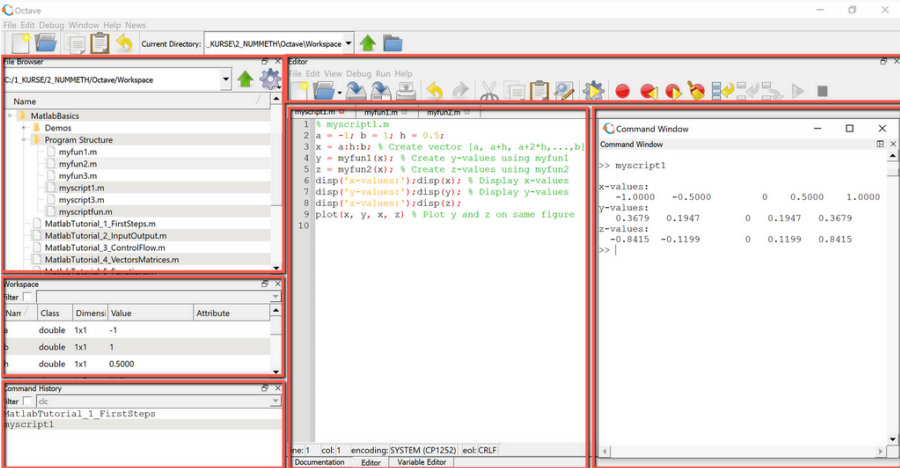 Octave
File Edit Debug Window Help News
Current Directory: _KURSE\2_NUMMETH\Octave\Workspace
File Browser
C:/1_KURSE/2_NUMMETH/Octave/Workspace
Name
MatlabBasics
Demos
Program Structure
myfun1.m
myfun2.m
myfun3.m
myscript1.m
myscript3.m
myscriptfun.m
MatlabTutorial_1_FirstSteps.m
MatlabTutorial_2_InputOutput.m
MatlabTutorial_3_ControlFlow.m
MatlabTutorial_4_VectorsMatrices.m
Workspace
Filter
Nan Class Dimensi Value Attribute
a double 1x1 -1
b double 1x1 1
h double 1x1 0.5000
Command History
Filter clc
MatlabTutorial_1_FirstSteps
myscript1
Editor
File Edit View Debug Run Help
myscript1.m myfun1.m myfun2.m
1 % myscript1.m
2 a = -1; b = 1; h = 0.5;
3 x = a:h:b; % Create vector [a, a+h, a+2*h,...,b]
4 y = myfun1(x); % Create y-values using myfun1
5 z = myfun2(x); % Create z-values using myfun2
6 disp('x-values:');disp(x); % Display x-values
7 disp('y-values:');disp(y); % Display y-values
8 disp('z-values:');disp(z);
9 plot(x, y, x, z) % Plot y and z on same figure
10
ne:1 col:1 encoding: SYSTEM (CP1252) eol: CRLF
Documentation Editor Variable Editor
Command Window
Command Window
>> myscript1
x-values:
-1.0000 -0.5000 0 0.5000 1.0000
y-values:
0.3679 0.1947 0 0.1947 0.3679
z-values:
-0.8415 -0.1199 0 0.1199 0.8415
>>